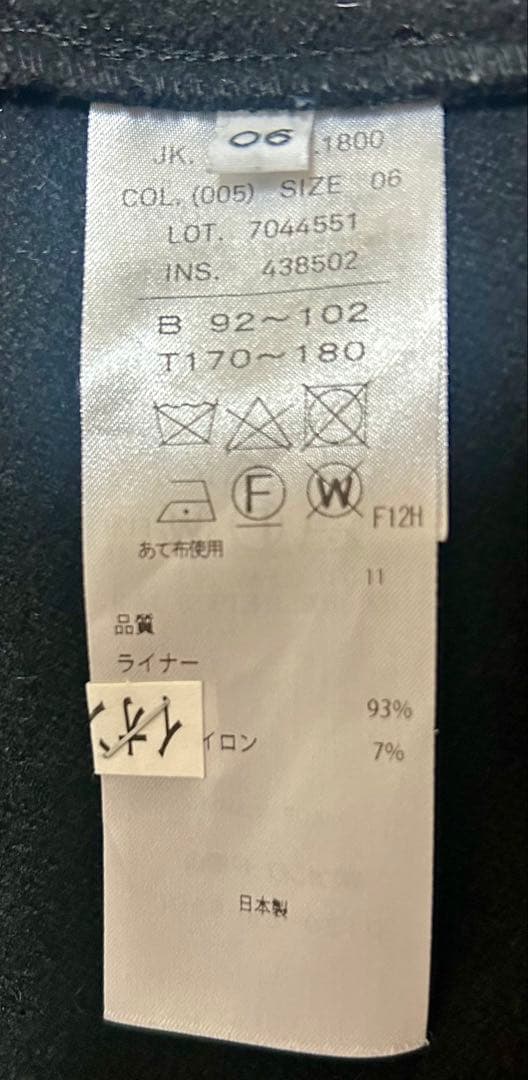 JK. 06 -1800
COL. (005) SIZE 06
LOT. 7044551
INS. 438502
B 92～102
T170～180
F W F12H
あて布使用
11
品質
ライナー
93%
イロン 7%
日本製